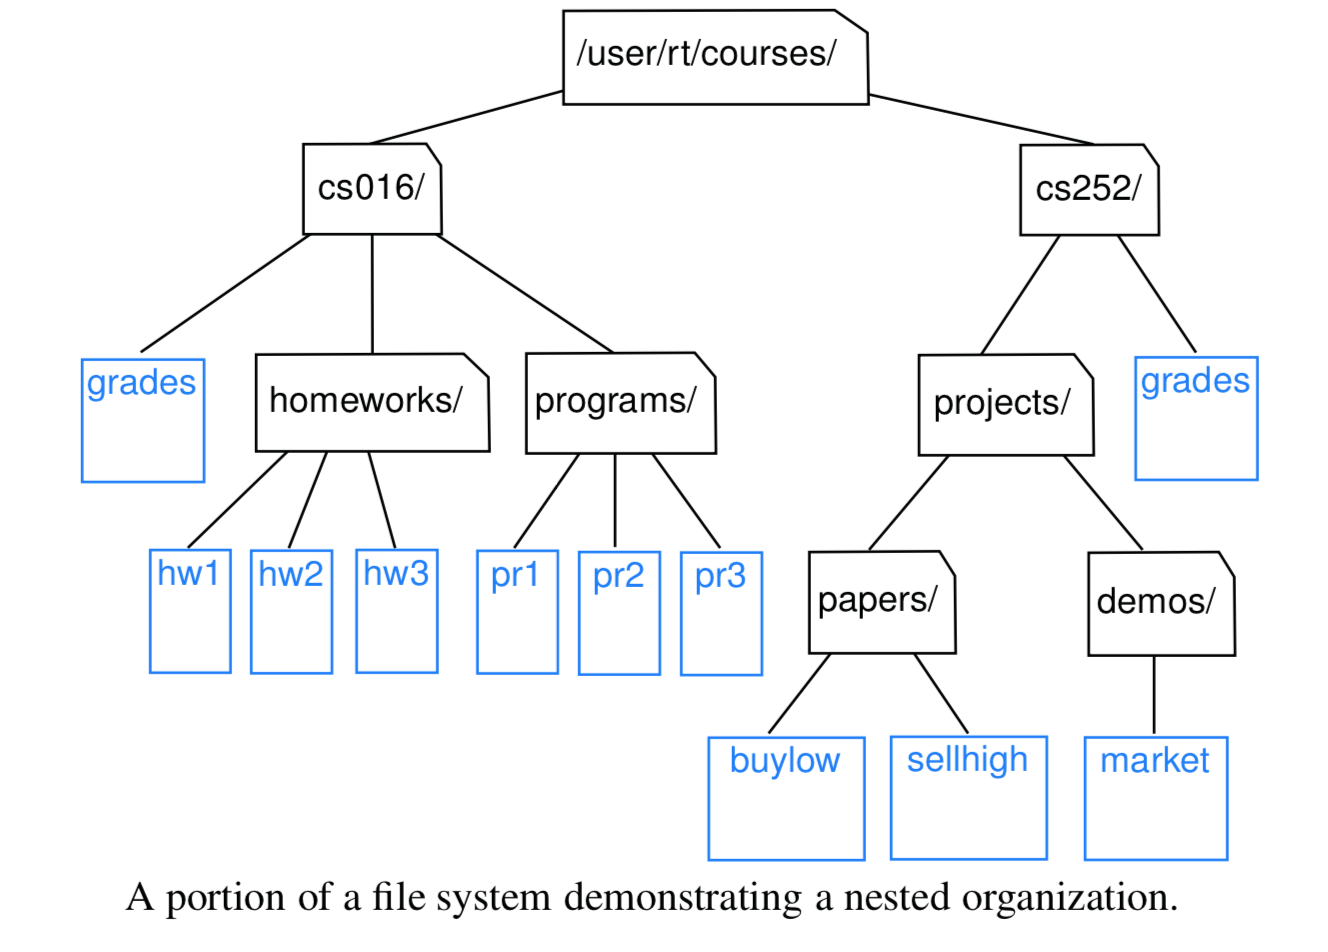 /user/rt/courses/
cs016/
cs252/
grades
homeworks/
programs/
projects/
grades
hw1
hw2
hw3
pr1
pr2
pr3
papers/
demos/
buylow
sellhigh
market
A portion of a file system demonstrating a nested organization.